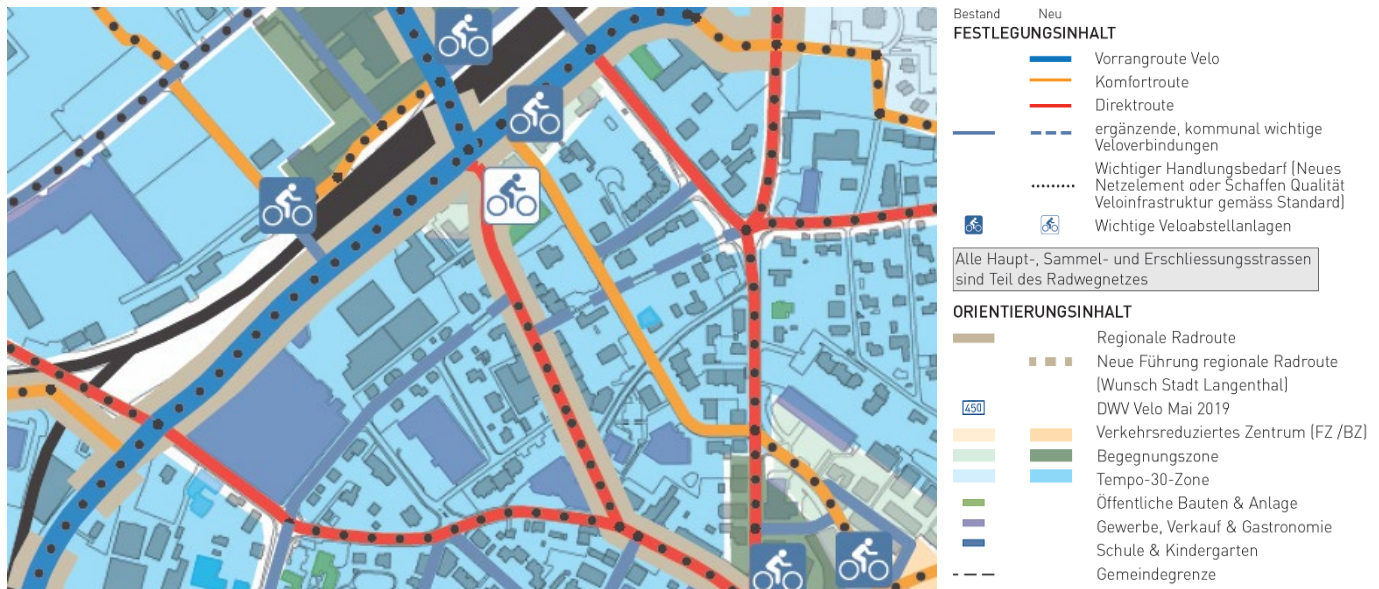 Bestand Neu
FESTLEGUNGSINHALT
Vorrangroute Velo
Komfortroute
Direktroute
ergänzende, kommunal wichtige
Veloverbindungen
Wichtiger Handlungsbedarf (Neues
Netzelement oder Schaffen Qualität
Veloinfrastruktur gemäss Standard)
Wichtige Veloabstellanlagen
Alle Haupt-, Sammel- und Erschliessungsstrassen
sind Teil des Radwegnetzes
ORIENTIERUNGSINHALT
Regionale Radroute
Neue Führung regionale Radroute
(Wunsch Stadt Langenthal)
450 DWV Velo Mai 2019
Verkehrsreduziertes Zentrum (FZ /BZ)
Begegnungszone
Tempo-30-Zone
Öffentliche Bauten & Anlage
Gewerbe, Verkauf & Gastronomie
Schule & Kindergarten
Gemeindegrenze